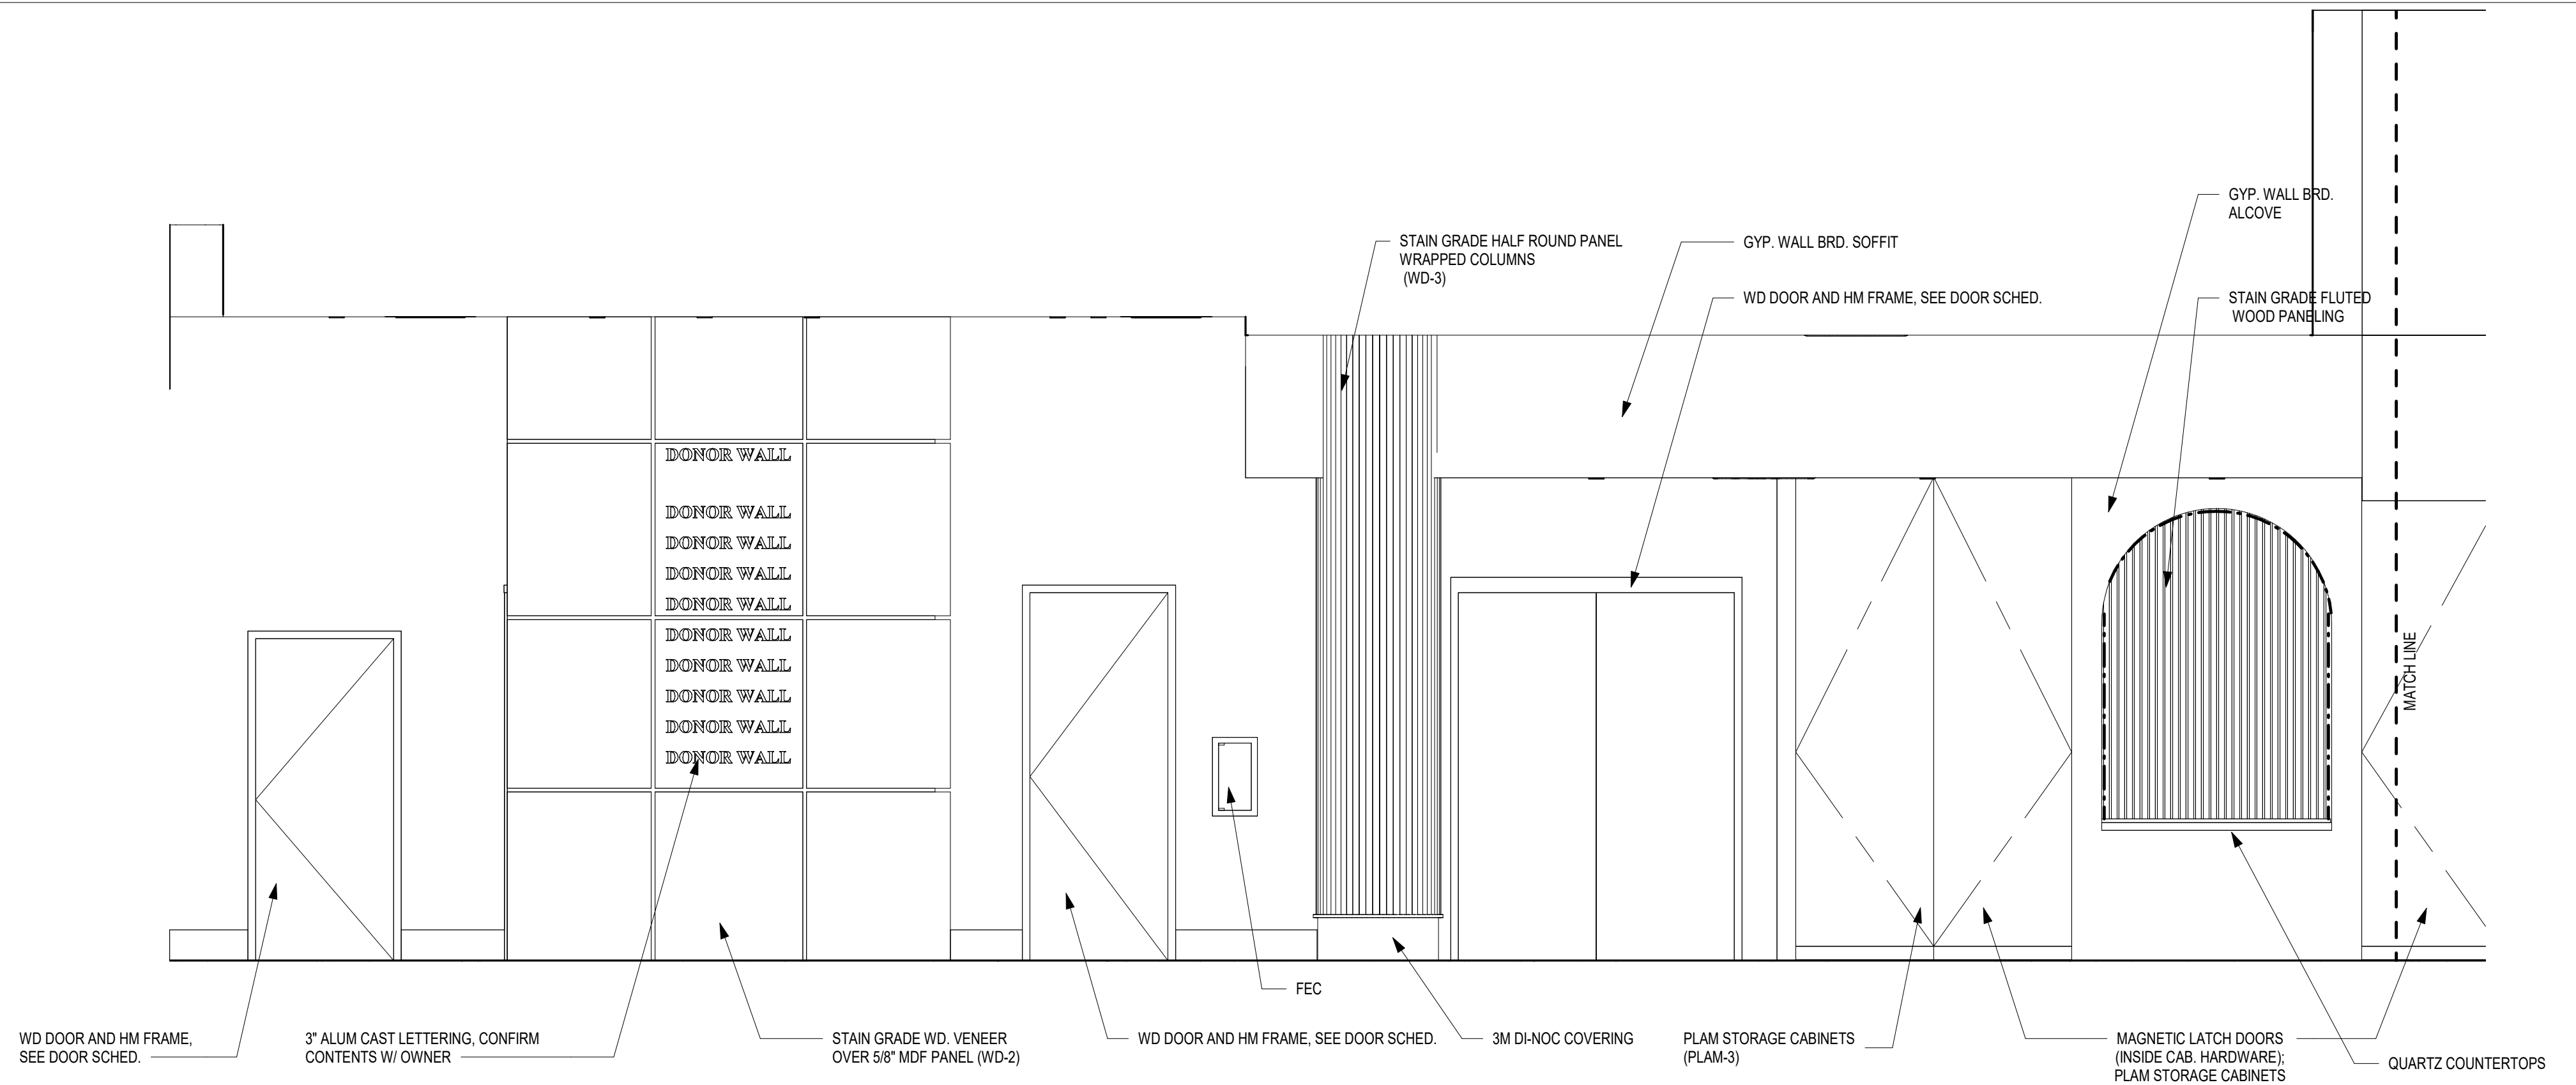 GYP. WALL BRD.
ALCOVE
STAIN GRADE HALF ROUND PANEL
WRAPPED COLUMNS
(WD-3)
GYP. WALL BRD. SOFFIT
WD DOOR AND HM FRAME, SEE DOOR SCHED.
STAIN GRADE FLUTED
WOOD PANELING
DONOR WALL
DONOR WALL
DONOR WALL
DONOR WALL
DONOR WALL
DONOR WALL
DONOR WALL
DONOR WALL
DONOR WALL
DONOR WALL
MATCH LINE
FEC
WD DOOR AND HM FRAME,
SEE DOOR SCHED.
3" ALUM CAST LETTERING, CONFIRM
CONTENTS W/ OWNER
STAIN GRADE WD. VENEER
OVER 5/8" MDF PANEL (WD-2)
WD DOOR AND HM FRAME, SEE DOOR SCHED.
3M DI-NOC COVERING
PLAM STORAGE CABINETS
(PLAM-3)
MAGNETIC LATCH DOORS
(INSIDE CAB. HARDWARE);
PLAM STORAGE CABINETS
QUARTZ COUNTERTOPS